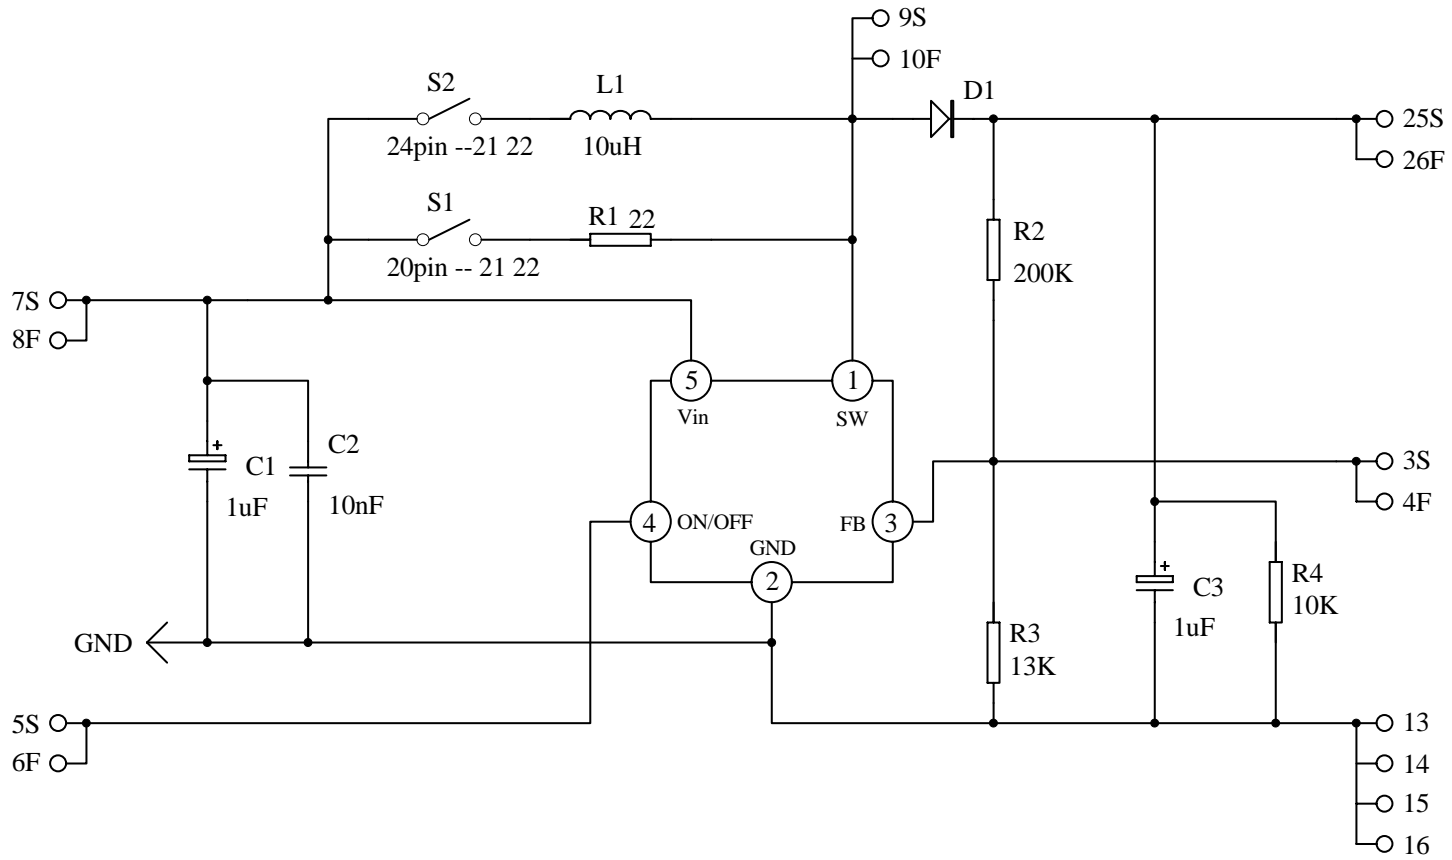 9S
10F
S2
L1
D1
25S
24pin --21 22
10uH
26F
S1
R1 22
R2
200K
20pin -- 21 22
7S
8F
5
1
Vin
SW
+
C1
1uF
C2
10nF
3S
4F
4
ON/OFF
FB
3
GND
2
+
C3
1uF
R4
10K
GND
R3
13K
5S
6F
13
14
15
16